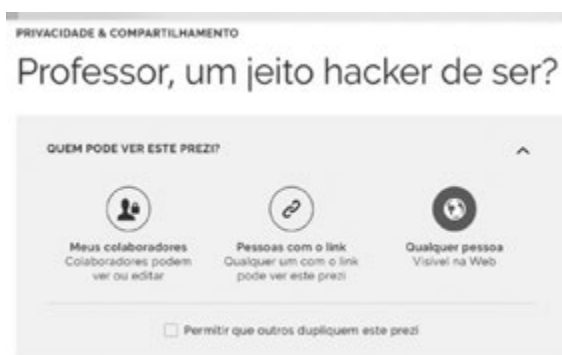 PRIVACIDADE & COMPARTILHAMENTO
Professor, um jeito hacker de ser?
QUEM PODE VER ESTE PREZI?
Meus colaboradores
Colaboradores podem
ver ou editar
Pessoas com o link
Qualquer um com o link
pode ver este prezi
Qualquer pessoa
Visível na Web
Permitir que outros dupliquem este prezi